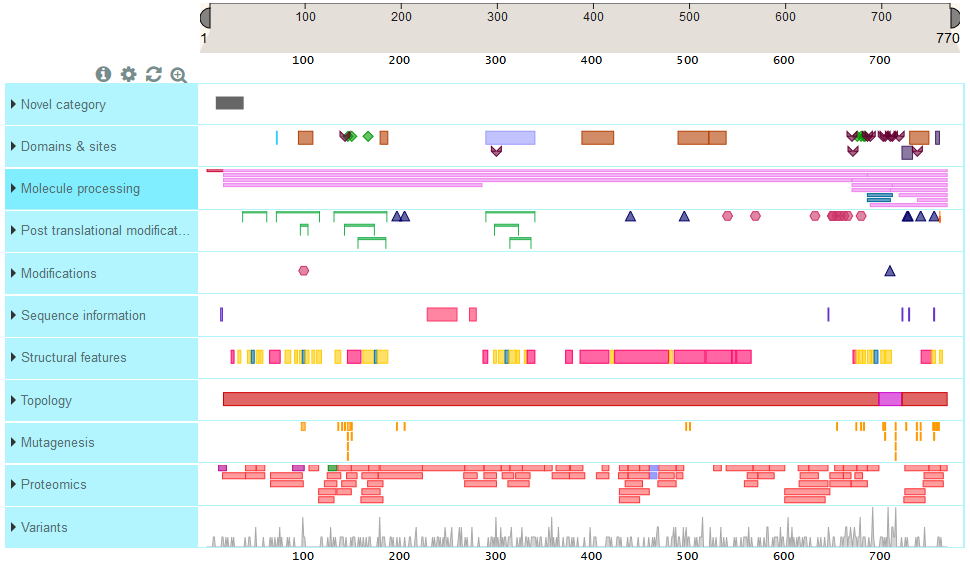 100 200 300 400 500 600 700
1 770
100 200 300 400 500 600 700
Novel category
Domains & sites
Molecule processing
Post translational modificat...
Modifications
Sequence information
Structural features
Topology
Mutagenesis
Proteomics
Variants
100 200 300 400 500 600 700